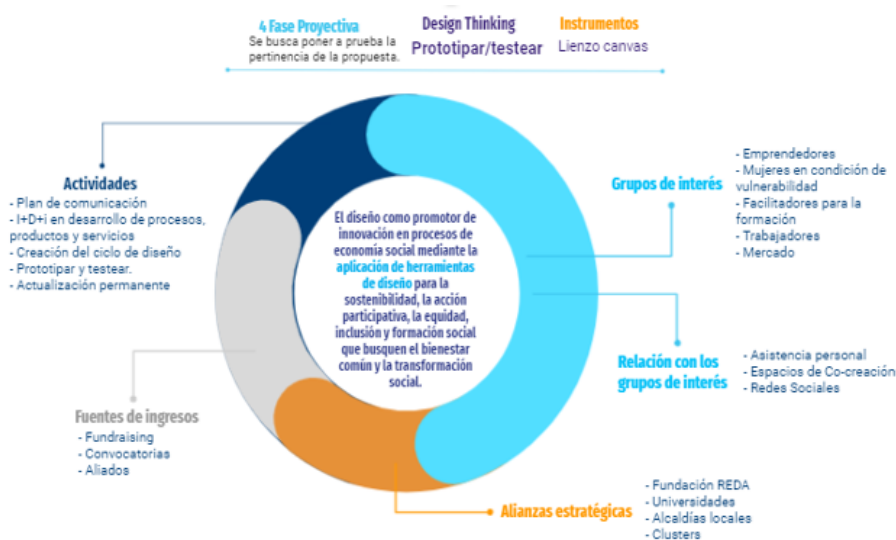 4 Fase Proyectiva
Se busca poner a prueba la
pertinencia de la propuesta.
Design Thinking
Prototipar/testear
Instrumentos
Lienzo canvas
Actividades
- Plan de comunicación
- I+D+i en desarrollo de procesos,
productos y servicios
- Creación del ciclo de diseño
- Prototipar y testear.
- Actualización permanente
El diseño como promotor de
innovación en procesos de
economía social mediante la
aplicación de herramientas
de diseño para la
sostenibilidad, la acción
participativa, la equidad,
inclusión y formación social
que busquen el bienestar
común y la transformación
social.
Grupos de interés
- Emprendedores
- Mujeres en condición de
vulnerabilidad
- Facilitadores para la
formación
- Trabajadores
- Mercado
Relación con los
grupos de interés
- Asistencia personal
- Espacios de Co-creación
- Redes Sociales
Fuentes de ingresos
- Fundraising
- Convocatorias
- Aliados
Alianzas estratégicas
- Fundación REDA
- Universidades
- Alcaldías locales
- Clusters